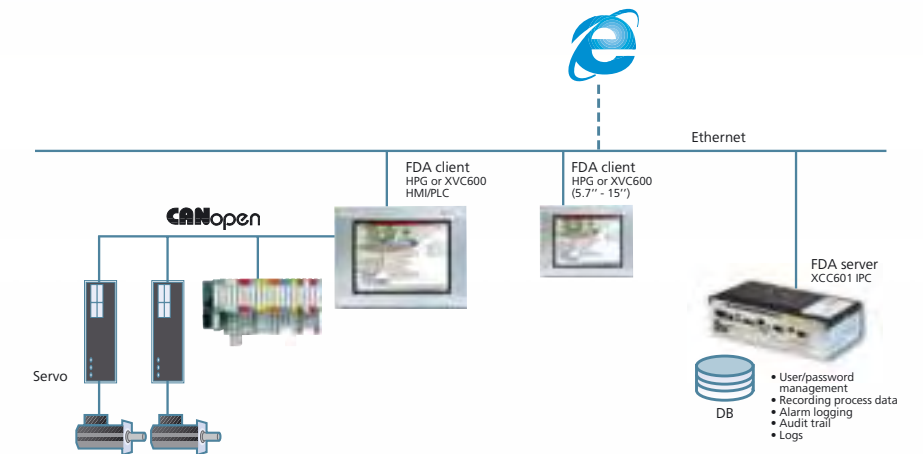 Ethernet
FDA client
HPG or XVC600
HMI/PLC
FDA client
HPG or XVC600
(5.7’’ - 15’’)
CANopen
FDA server
XCC601 IPC
Servo
DB
• User/password
management
• Recording process data
• Alarm logging
• Audit trail
• Logs